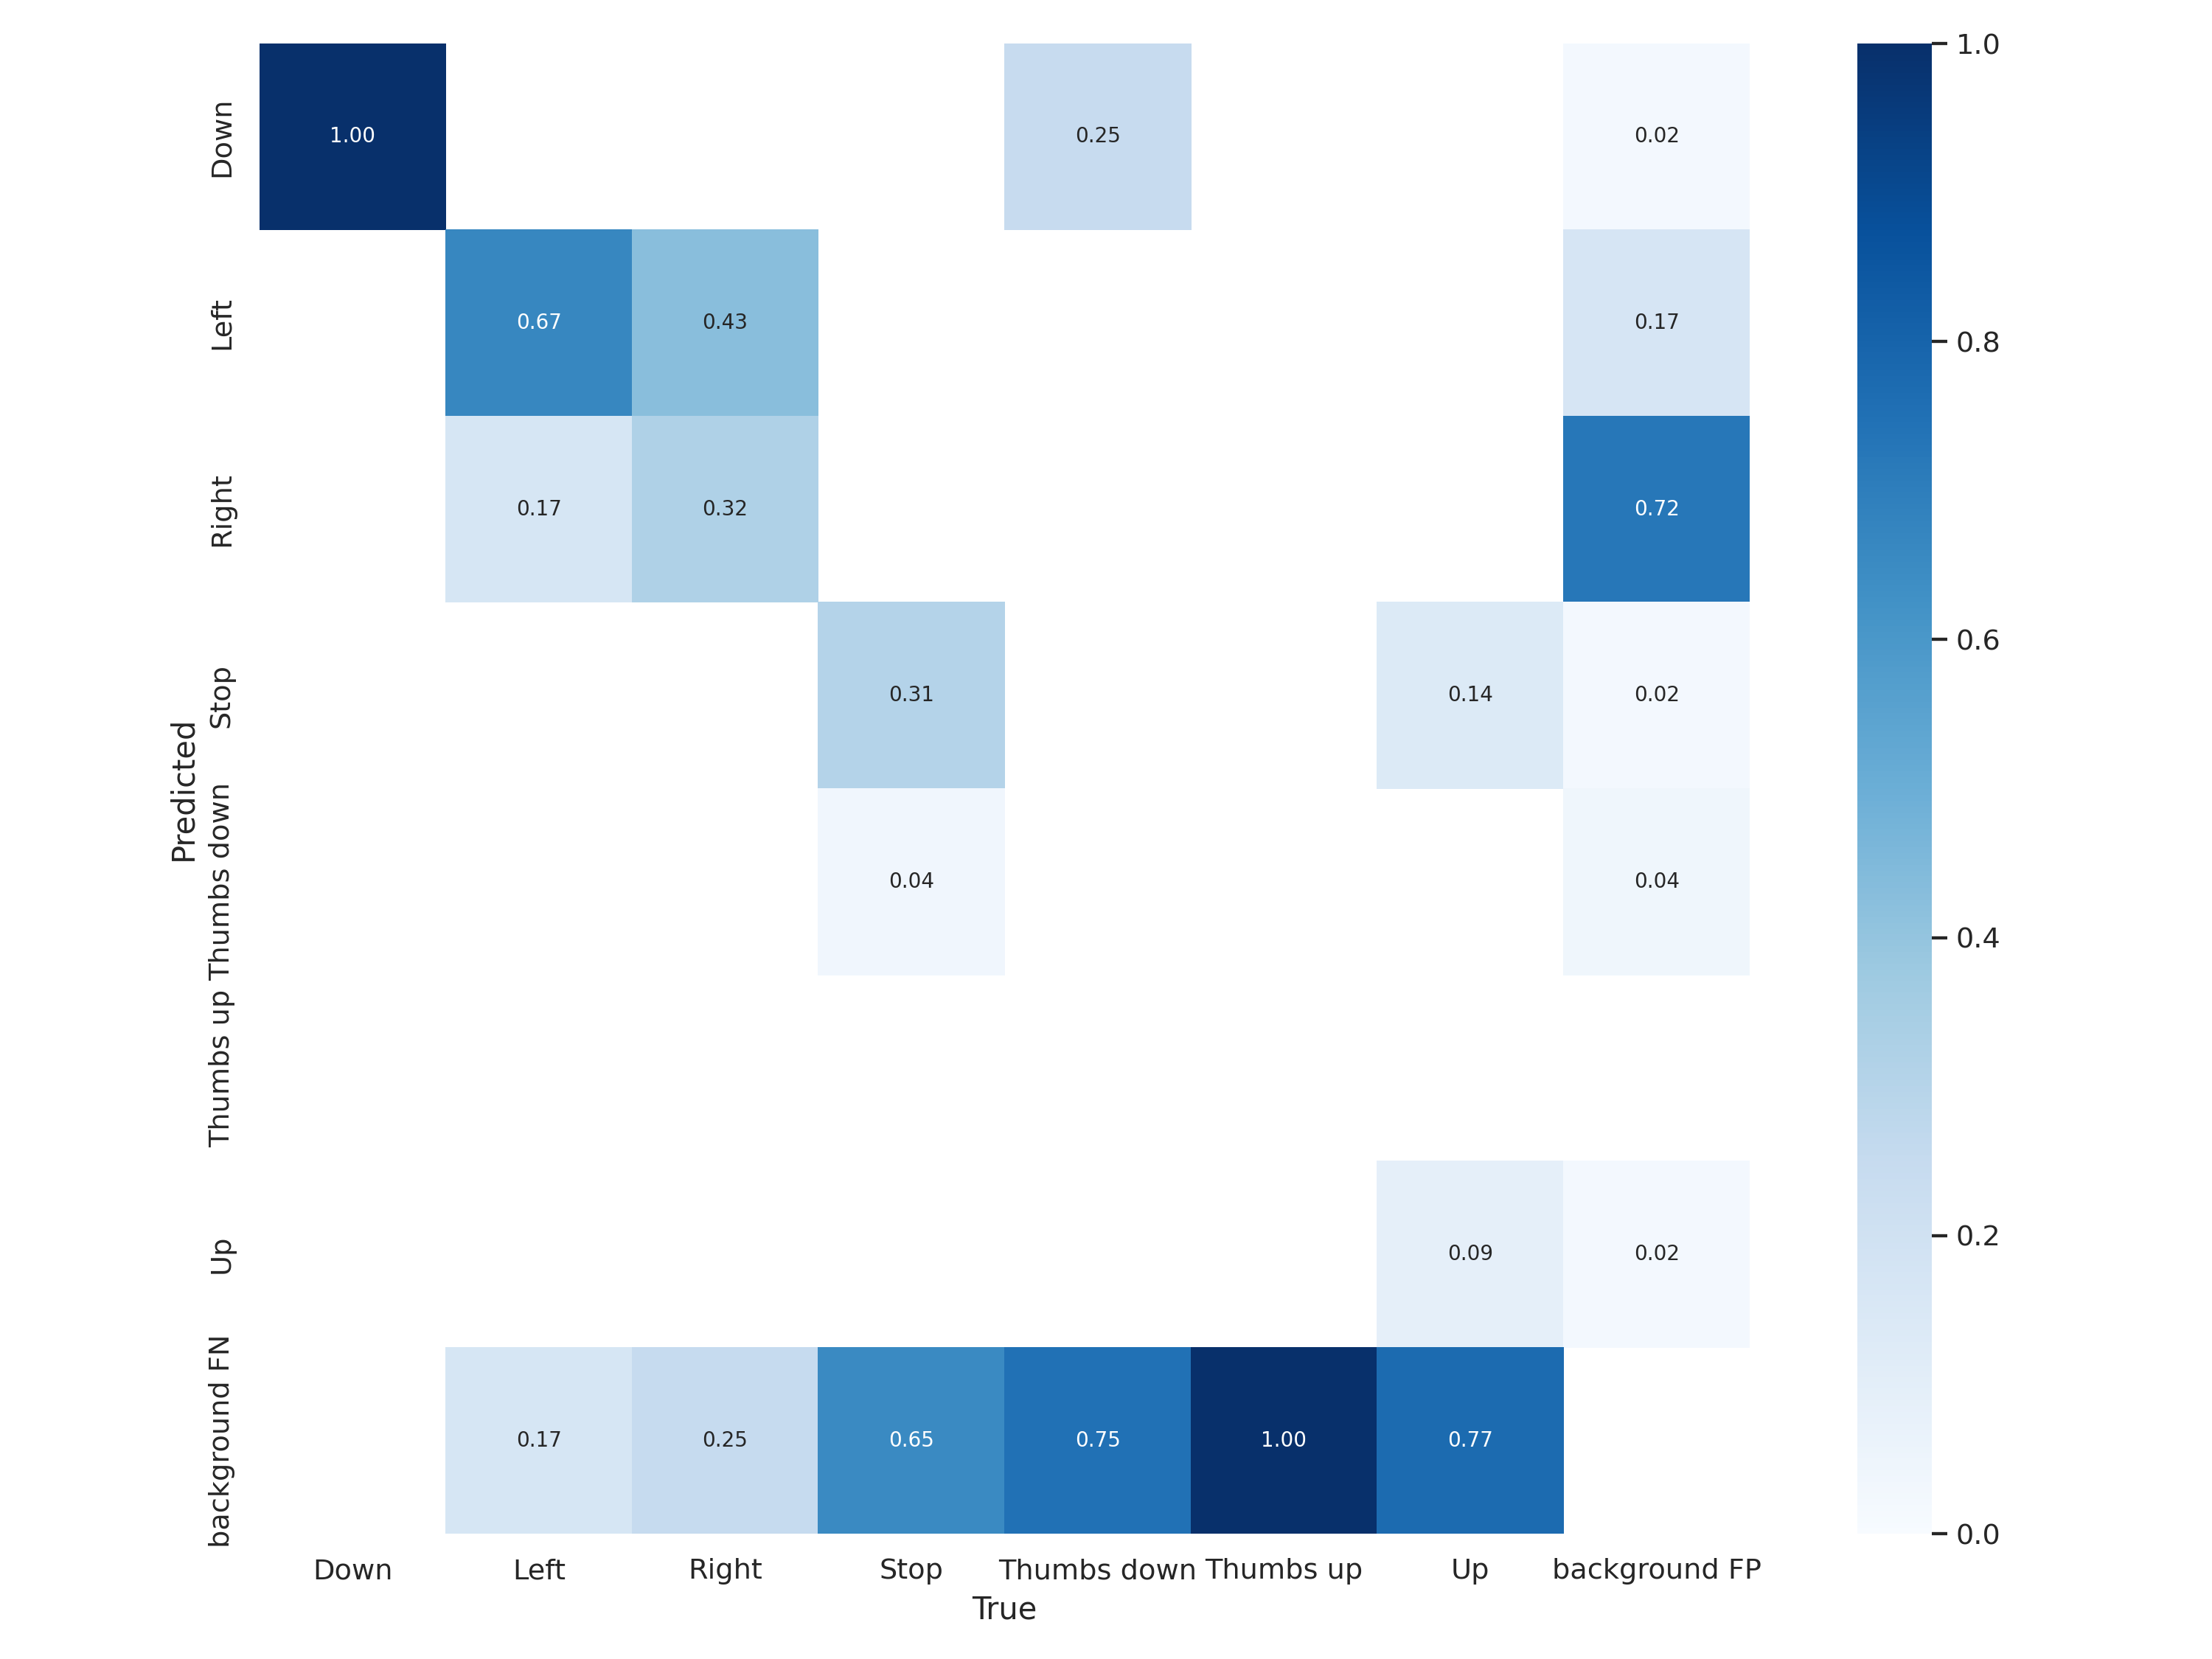 1.00 0.25 0.02
0.67 0.43 0.17
0.17 0.32 0.72
0.31 0.14 0.02
0.04 0.04
0.09 0.02
0.17 0.25 0.65 0.75 1.00 0.77
Predicted
Down
Left
Right
Stop
Thumbs down
Thumbs up
Up
background FN
Down Left Right Stop Thumbs down Thumbs up Up background FP
True
1.0
0.8
0.6
0.4
0.2
0.0